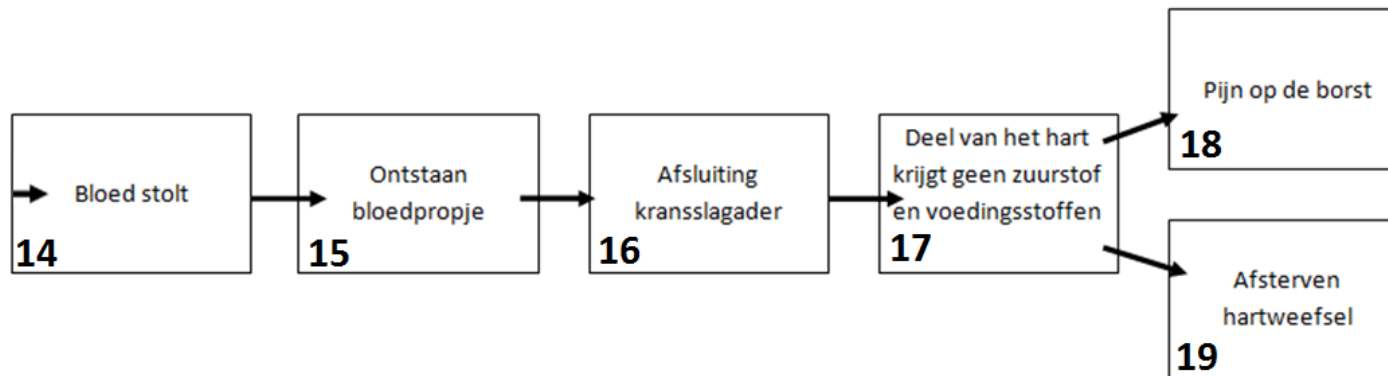 Bloed stolt
14
Ontstaan
bloedpropje
15
Afsluiting
kransslagader
16
Deel van het hart
krijgt geen zuurstof
en voedingsstoffen
17
Pijn op de borst
18
Afsterven
hartweefsel
19